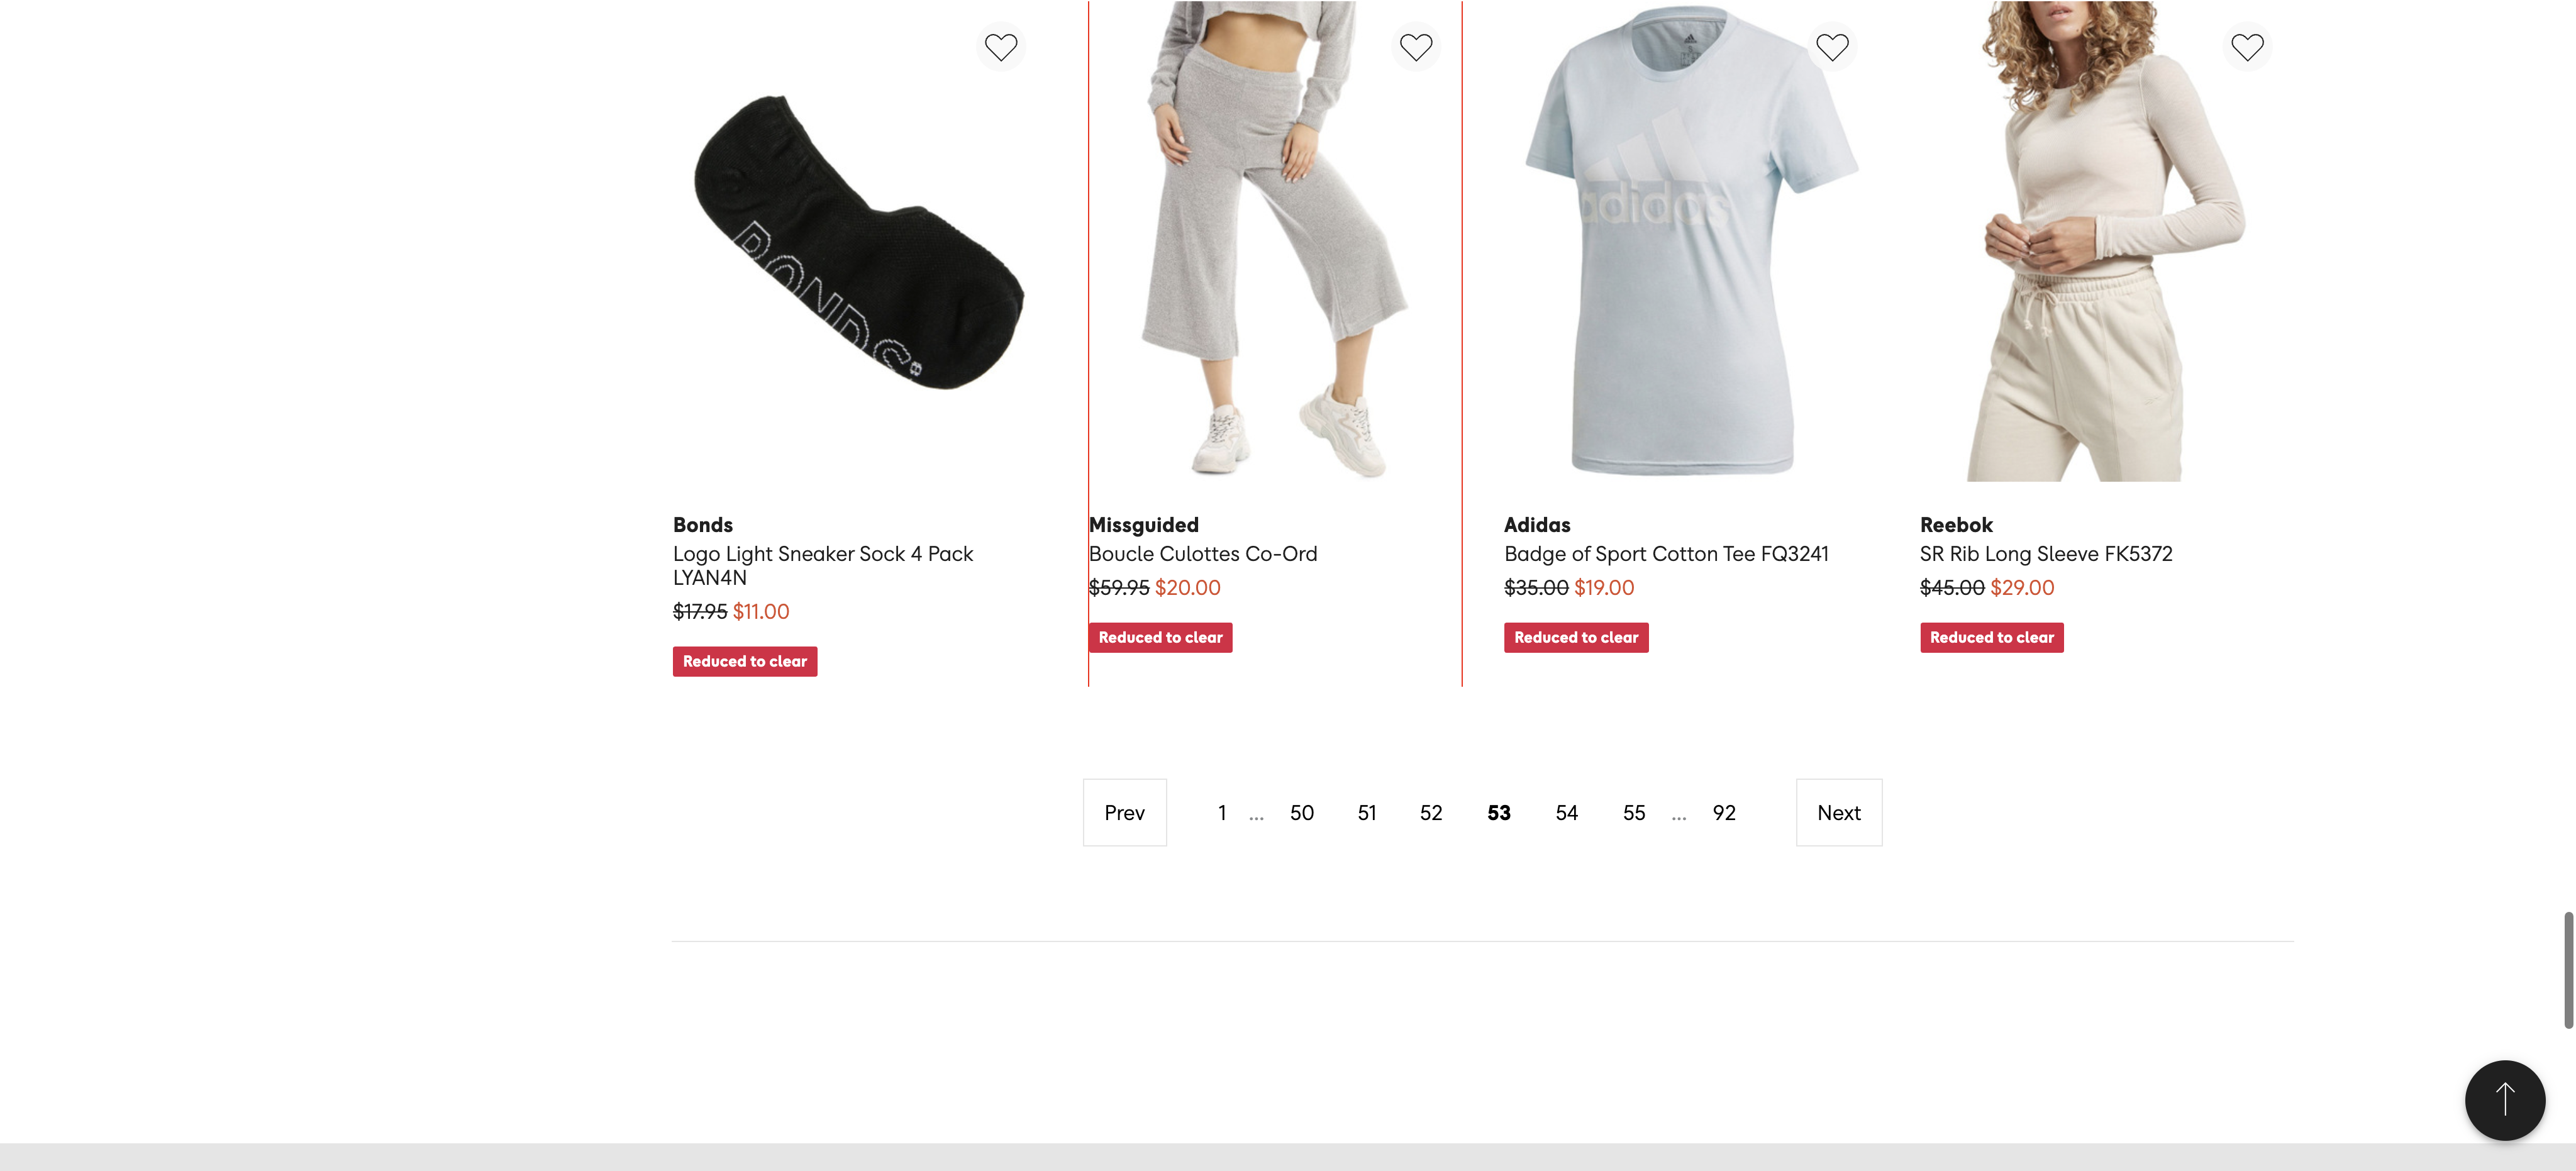 BONDS
adidas
Bonds
Logo Light Sneaker Sock 4 Pack
LYAN4N
$17.95 $11.00
Reduced to clear
Missguided
Boucle Culottes Co-Ord
$59.95 $20.00
Reduced to clear
Adidas
Badge of Sport Cotton Tee FQ3241
$35.00 $19.00
Reduced to clear
Reebok
SR Rib Long Sleeve FK5372
$45.00 $29.00
Reduced to clear
Prev 1 ... 50 51 52 53 54 55 ... 92 Next